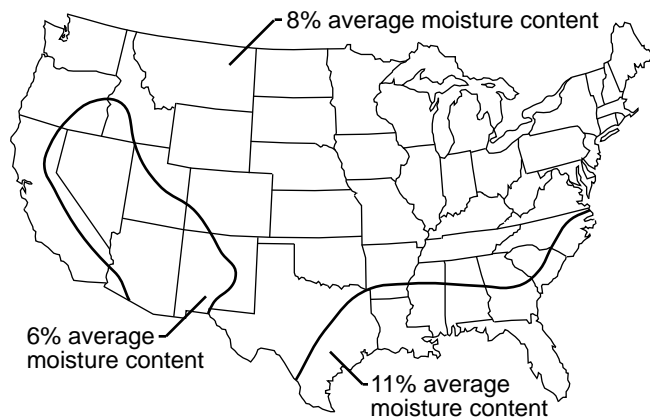 8% average moisture content
6% average
moisture content
11% average
moisture content